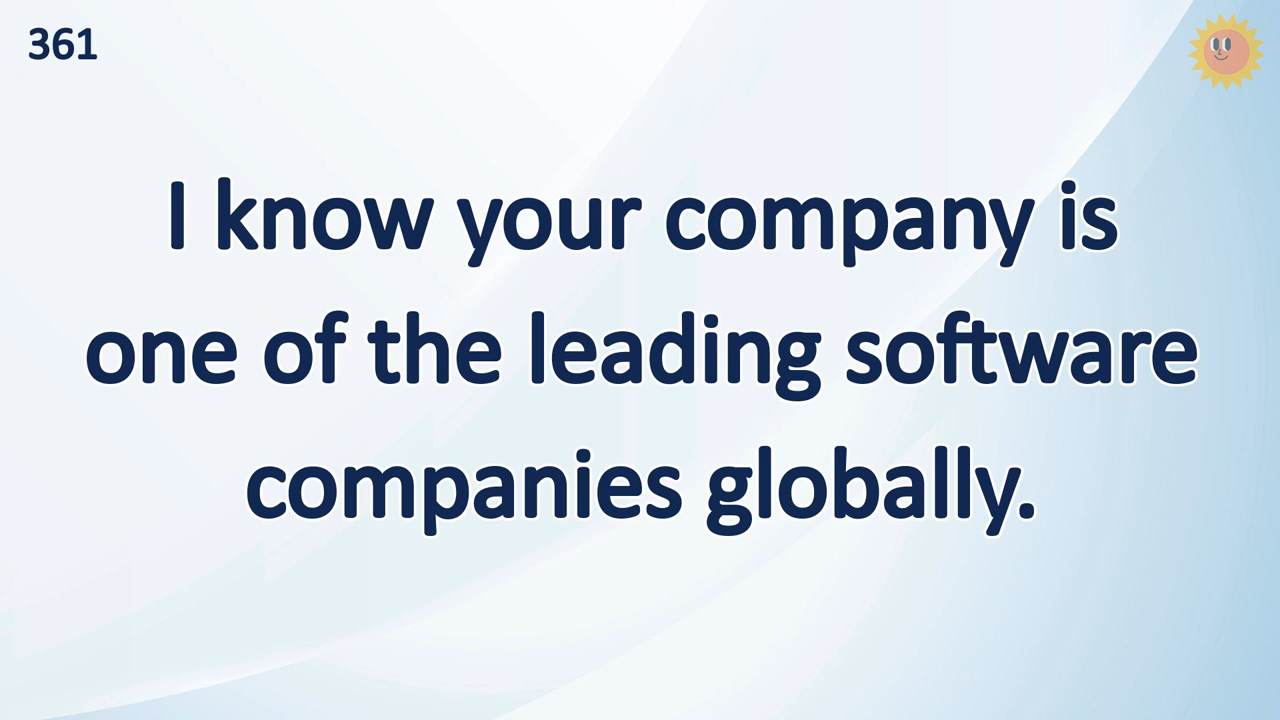 361
I know your company is
one of the leading software
companies globally.